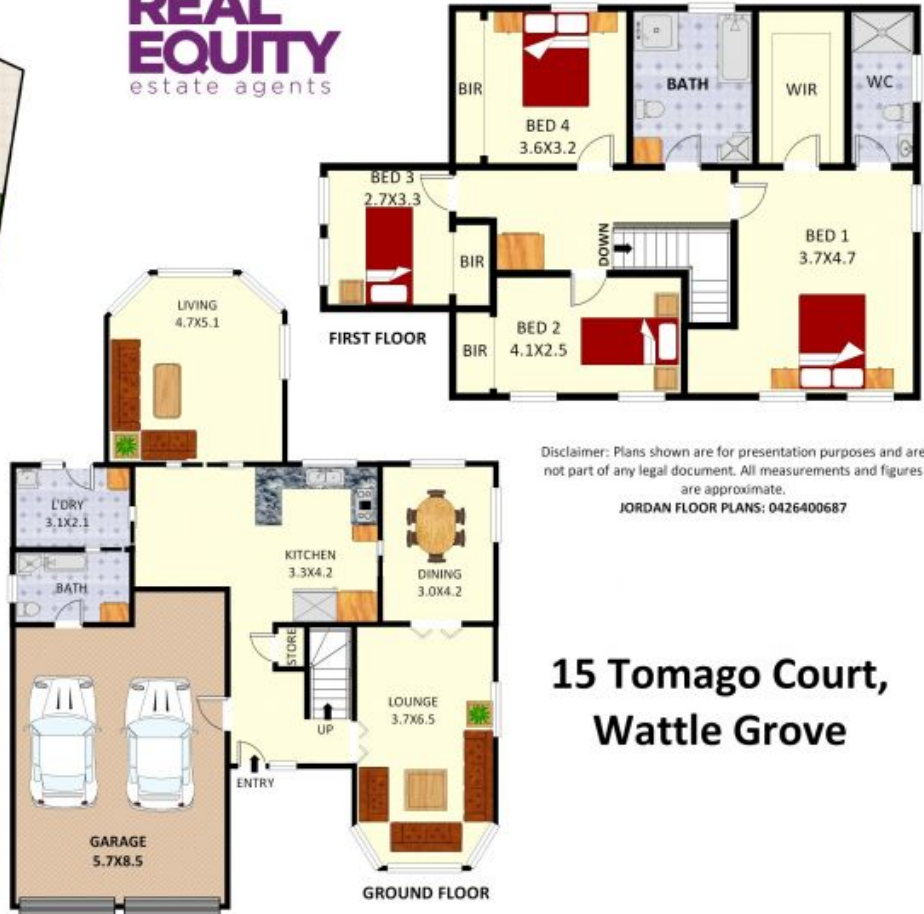 REAL
EQUITY
estate agents
BIR
BED 4
3.6X3.2
BATH
WIR
WC
BED 3
2.7X3.3
BIR
DOWN
BED 1
3.7X4.7
BIR
BED 2
4.1X2.5
FIRST FLOOR
LIVING
4.7X5.1
L'DRY
3.1X2.1
BATH
KITCHEN
3.3X4.2
DINING
3.0X4.2
STORE
UP
LOUNGE
3.7X6.5
ENTRY
GARAGE
5.7X8.5
GROUND FLOOR
Disclaimer: Plans shown are for presentation purposes and are
not part of any legal document. All measurements and figures
are approximate.
JORDAN FLOOR PLANS: 0426400687
15 Tomago Court,
Wattle Grove